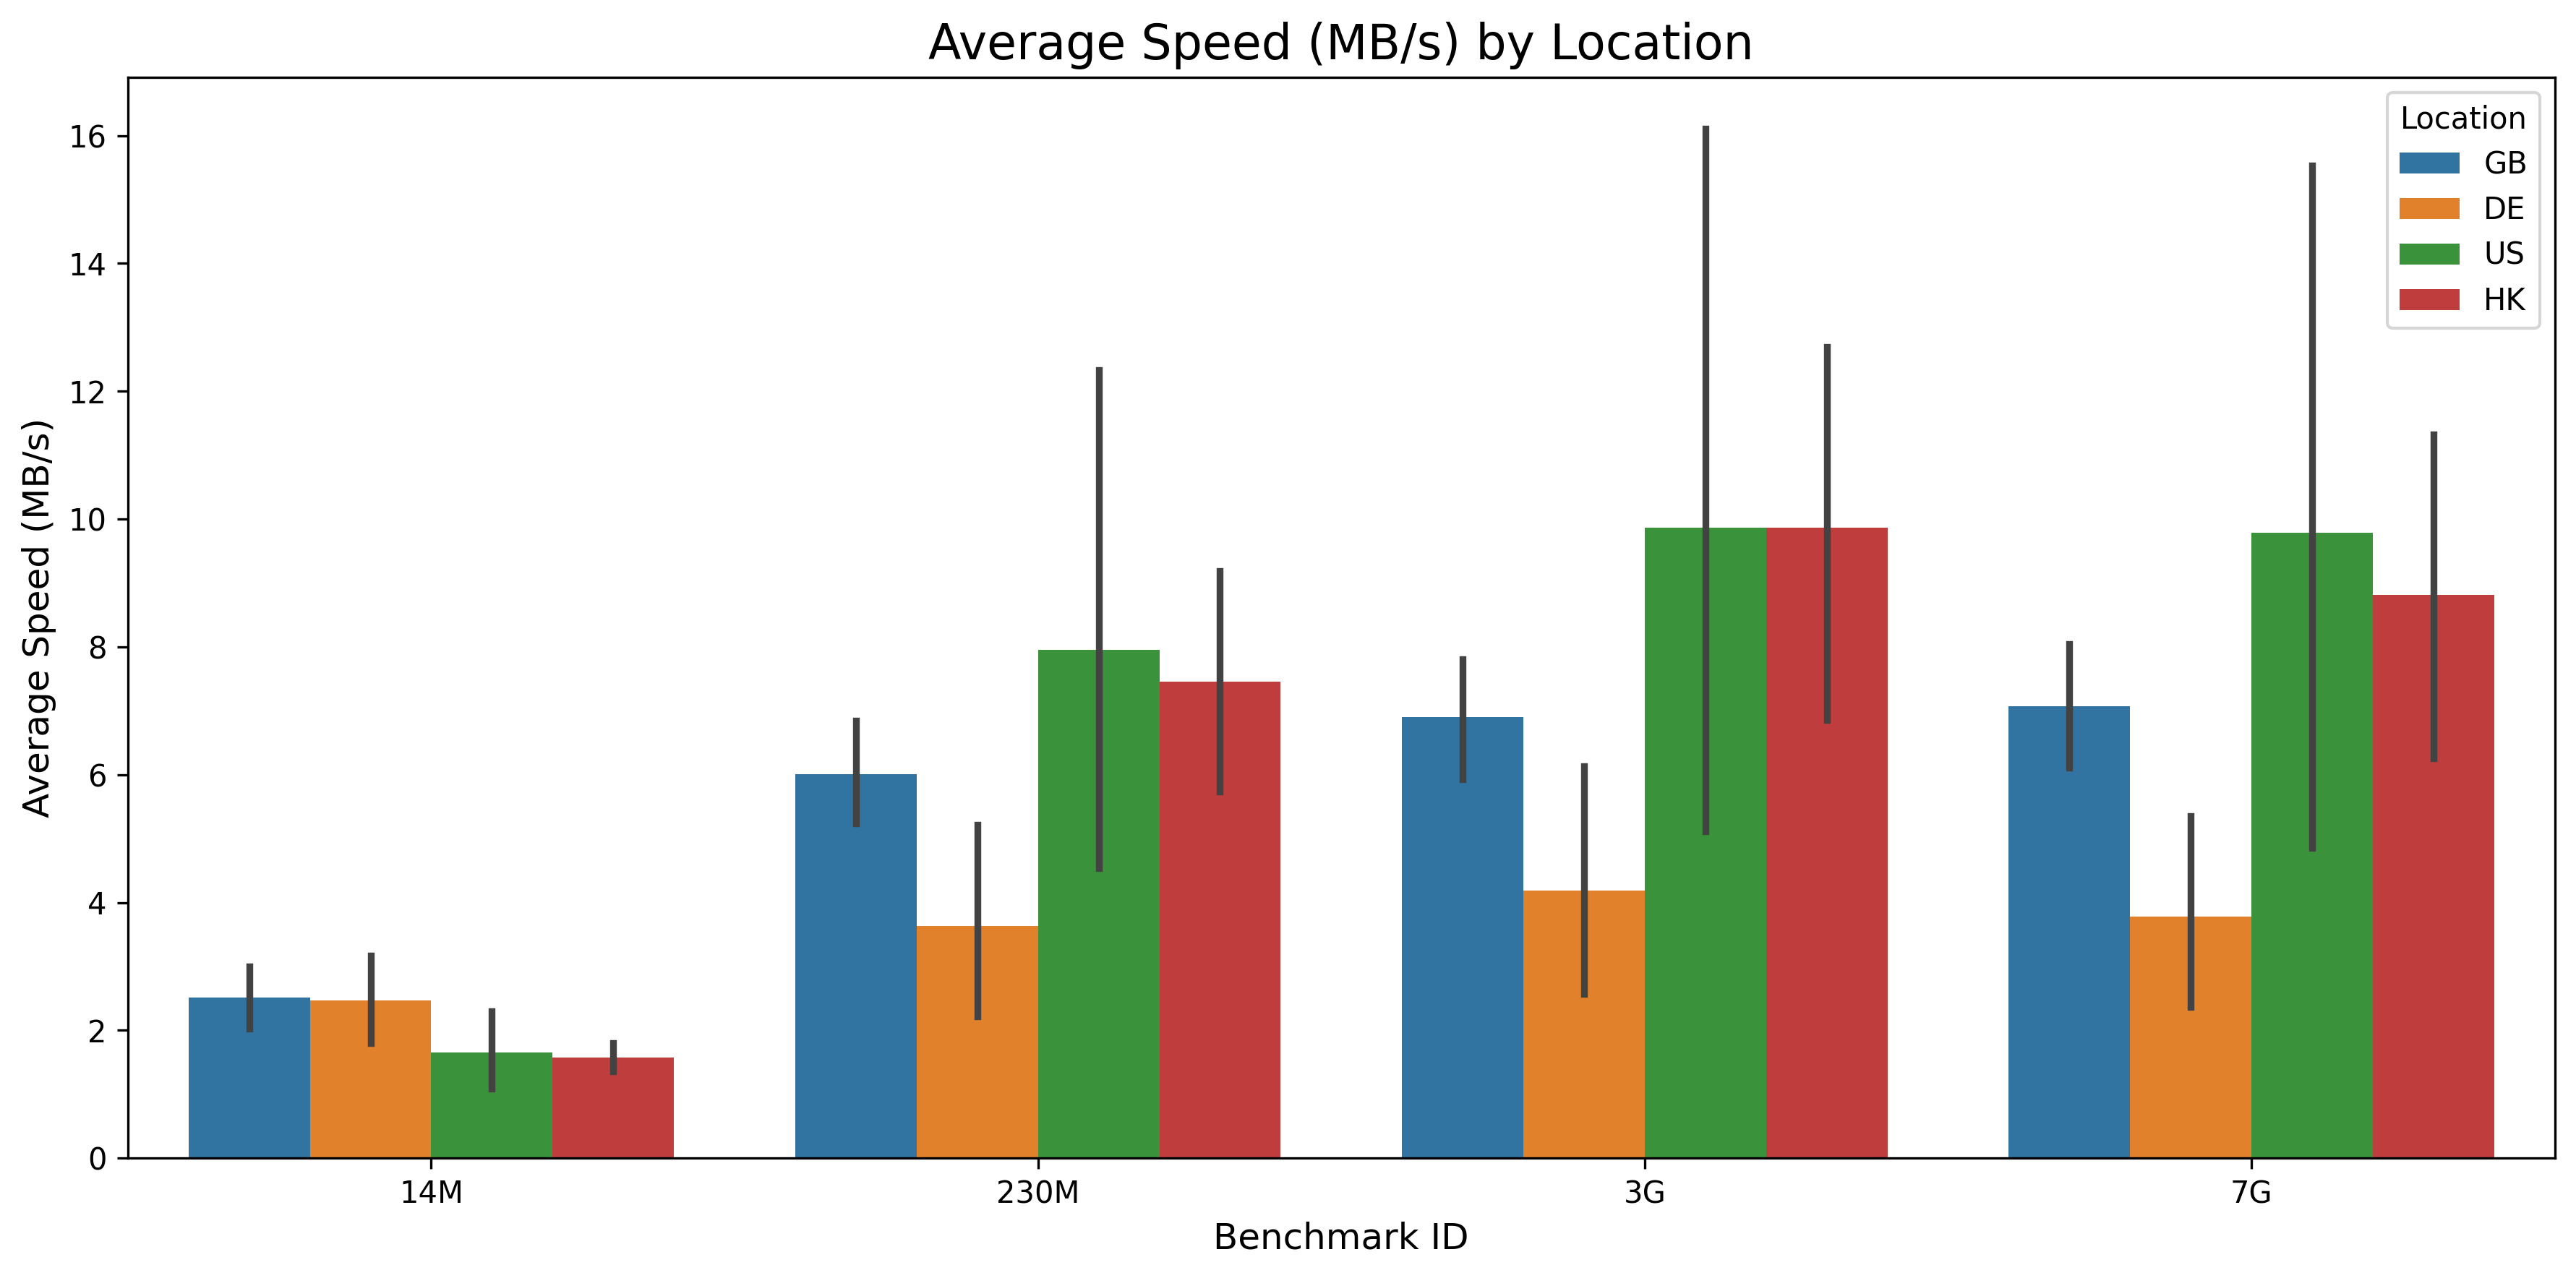 Average Speed (MB/s) by Location
Average Speed (MB/s)
16
14
12
10
8
6
4
2
0
14M
230M
3G
7G
Benchmark ID
Location
GB
DE
US
HK